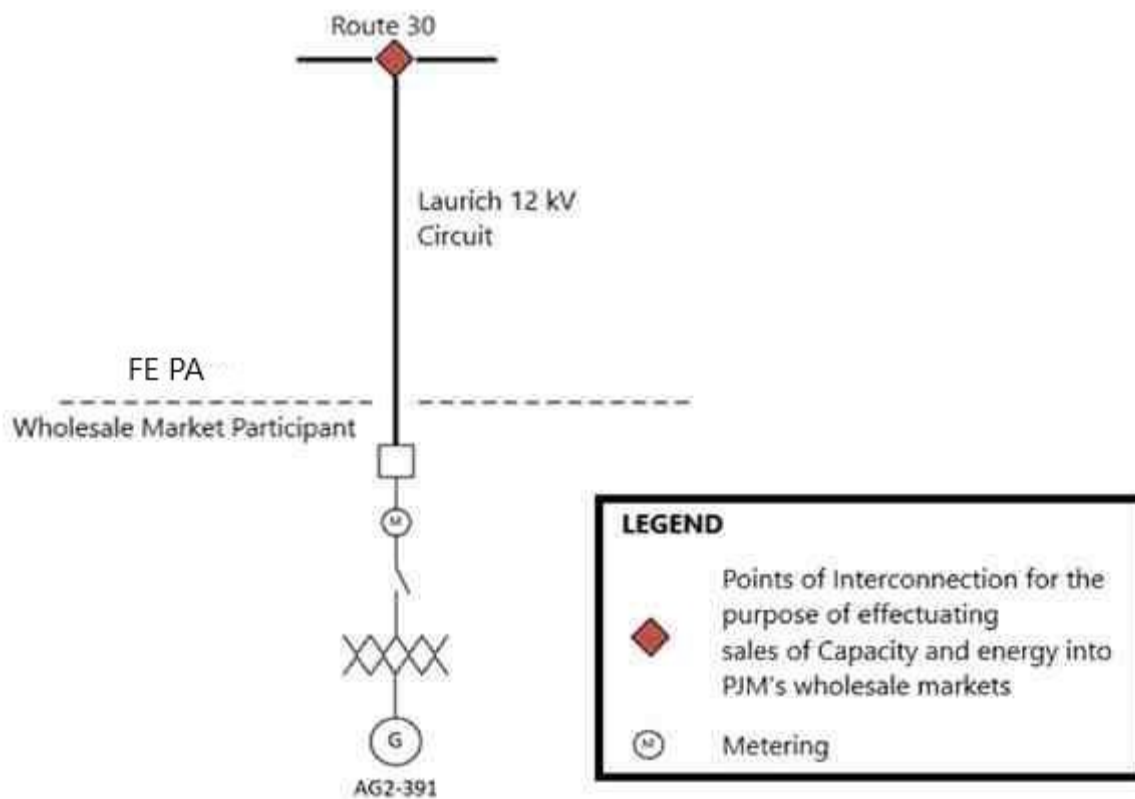 Route 30
Laurich 12 kV
Circuit
FE PA
Wholesale Market Participant
M
G
AG2-391
LEGEND
Points of Interconnection for the
purpose of effectuating
sales of Capacity and energy into
PJM's wholesale markets
M
Metering